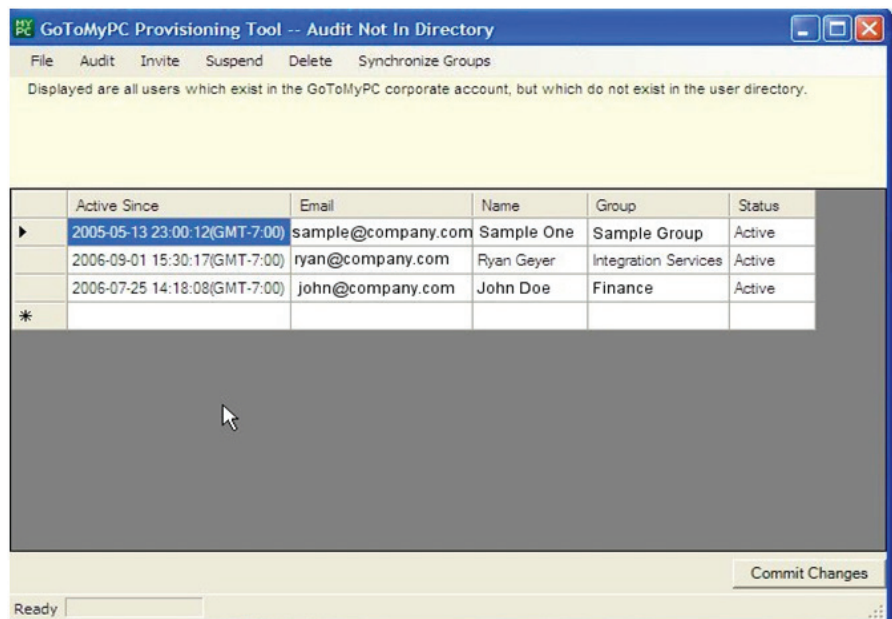 MY PC GoToMyPC Provisioning Tool -- Audit Not In Directory
File Audit Invite Suspend Delete Synchronize Groups
Displayed are all users which exist in the GoToMyPC corporate account, but which do not exist in the user directory.
Active Since Email Name Group Status
2005-05-13 23:00:12(GMT-7:00) sample@company.com Sample One Sample Group Active
2006-09-01 15:30:17(GMT-7:00) ryan@company.com Ryan Geyer Integration Services Active
2006-07-25 14:18:08(GMT-7:00) john@company.com John Doe Finance Active
Commit Changes
Ready